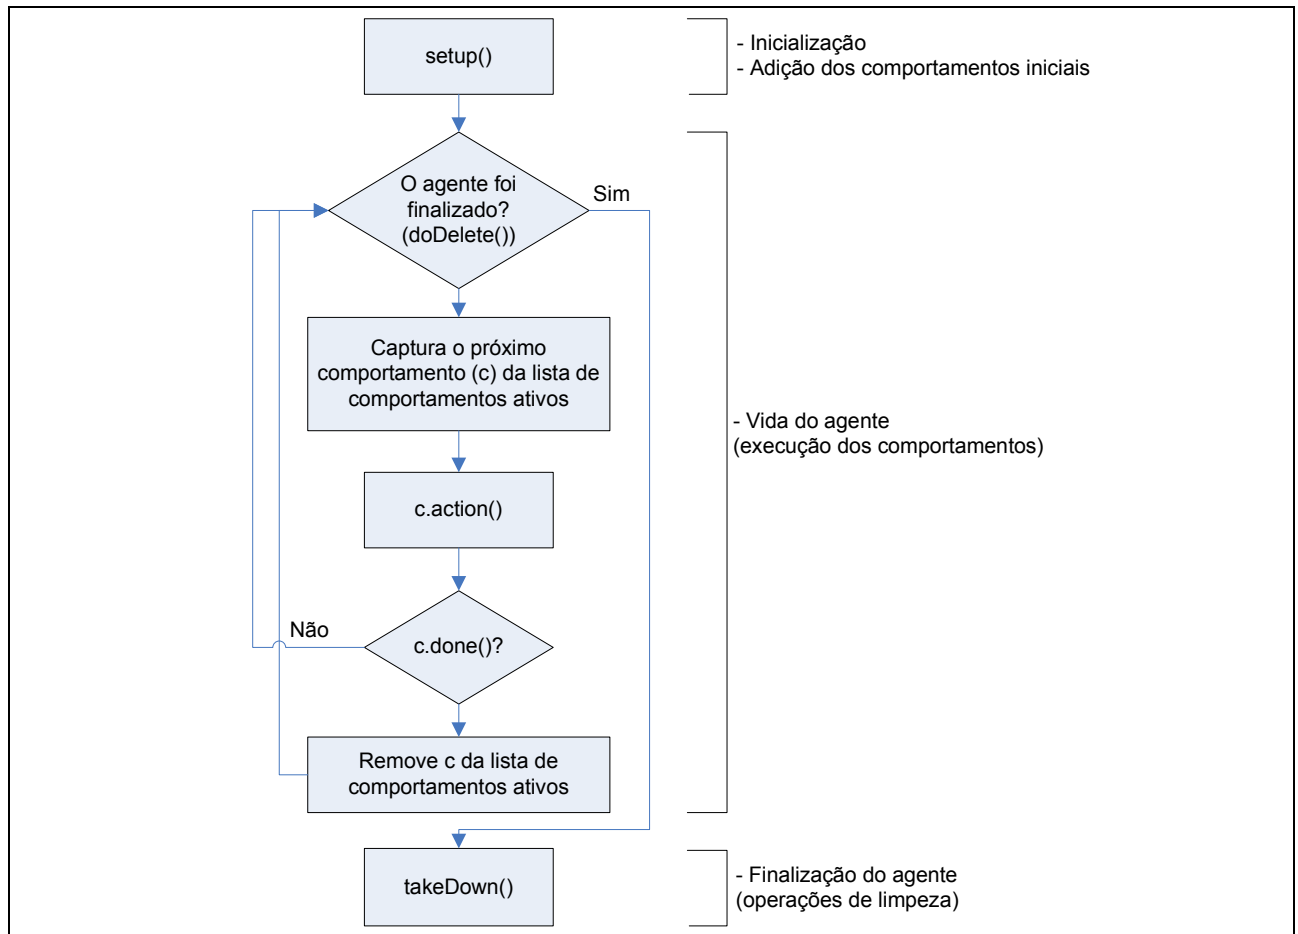 setup()
- Inicialização
- Adição dos comportamentos iniciais
O agente foi
finalizado?
(doDelete())
Sim
Captura o próximo
comportamento (c) da lista de
comportamentos ativos
- Vida do agente
(execução dos comportamentos)
c.action()
Não
c.done()?
Remove c da lista de
comportamentos ativos
takeDown()
- Finalização do agente
(operações de limpeza)